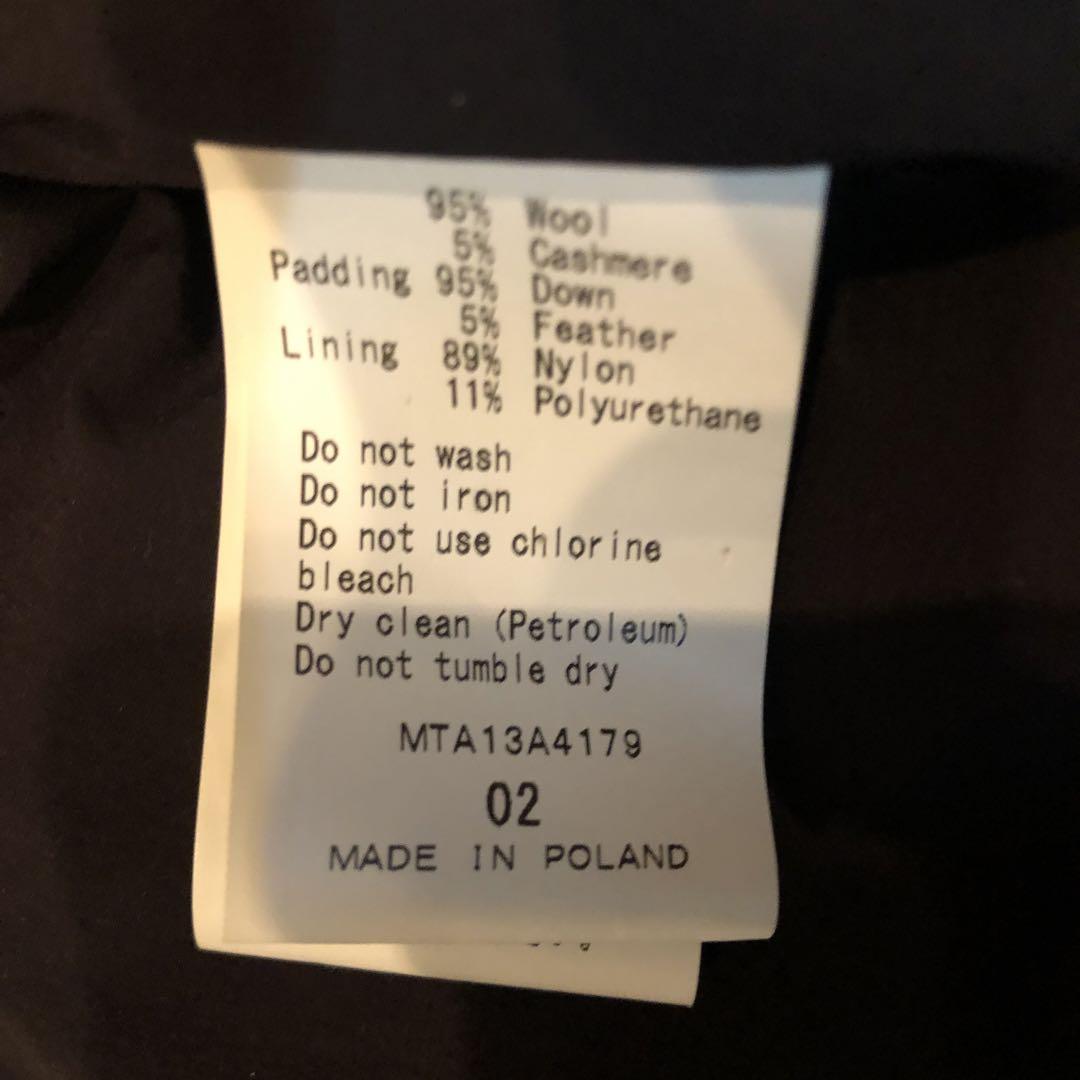 95% Wool
5% Cashmere
Padding 95% Down
5% Feather
Lining 89% Nylon
11% Polyurethane
Do not wash
Do not iron
Do not use chlorine
bleach
Dry clean (Petroleum)
Do not tumble dry
MTA13A4179
02
MADE IN POLAND